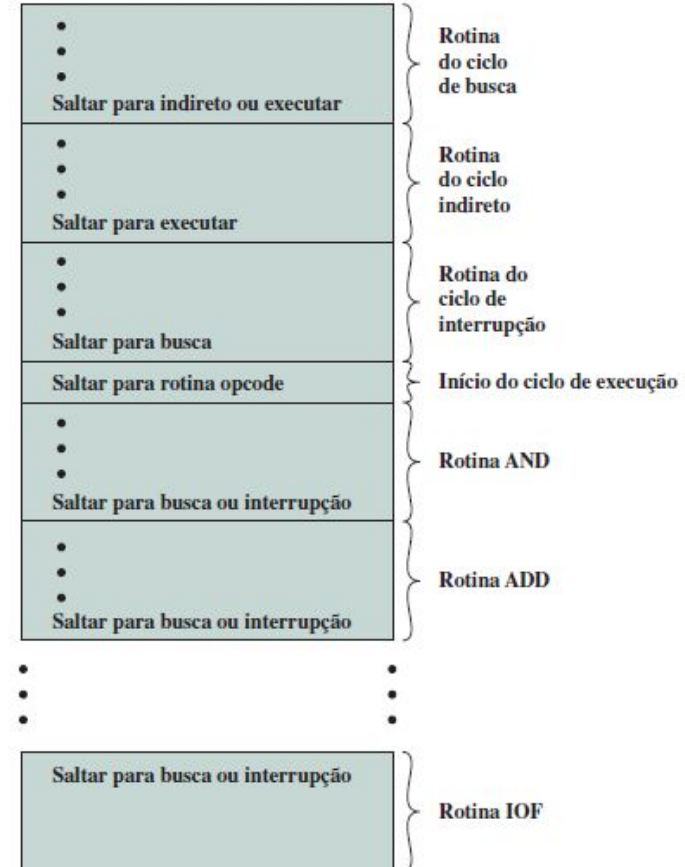 Rotina
do ciclo
de busca
Saltar para indireto ou executar
Rotina
do ciclo
indireto
Saltar para executar
Rotina do
ciclo de
interrupção
Saltar para busca
Saltar para rotina opcode
Início do ciclo de execução
Rotina AND
Saltar para busca ou interrupção
Rotina ADD
Saltar para busca ou interrupção
Saltar para busca ou interrupção
Rotina IOF